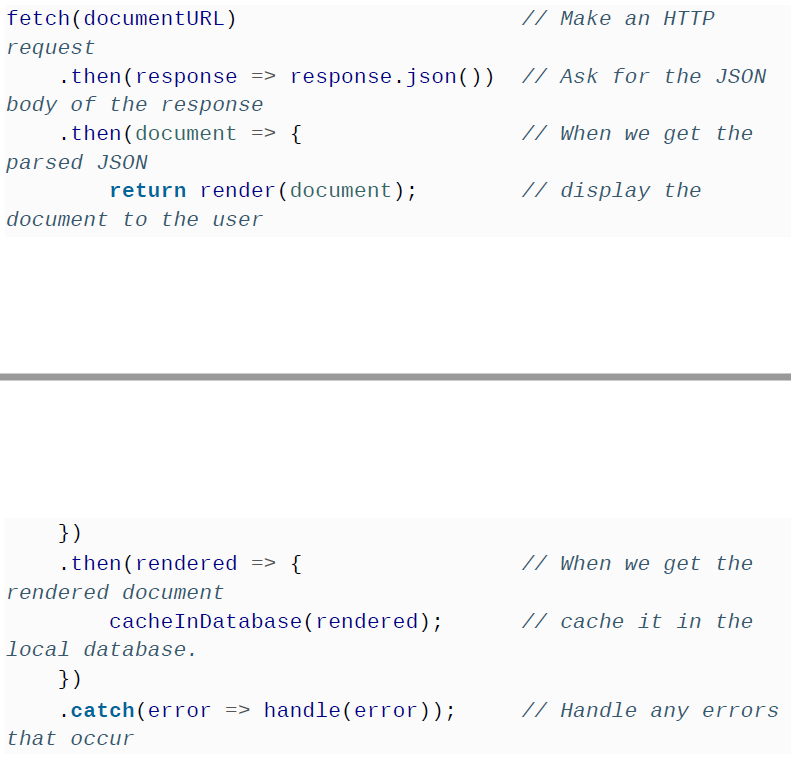 fetch(documentURL)                      // Make an HTTP
request
    .then(response => response.json())  // Ask for the JSON
body of the response
    .then(document => {                 // When we get the
parsed JSON
        return render(document);        // display the
document to the user
    })
    .then(rendered => {                 // When we get the
rendered document
        cacheInDatabase(rendered);      // cache it in the
local database.
    })
    .catch(error => handle(error));     // Handle any errors
that occur